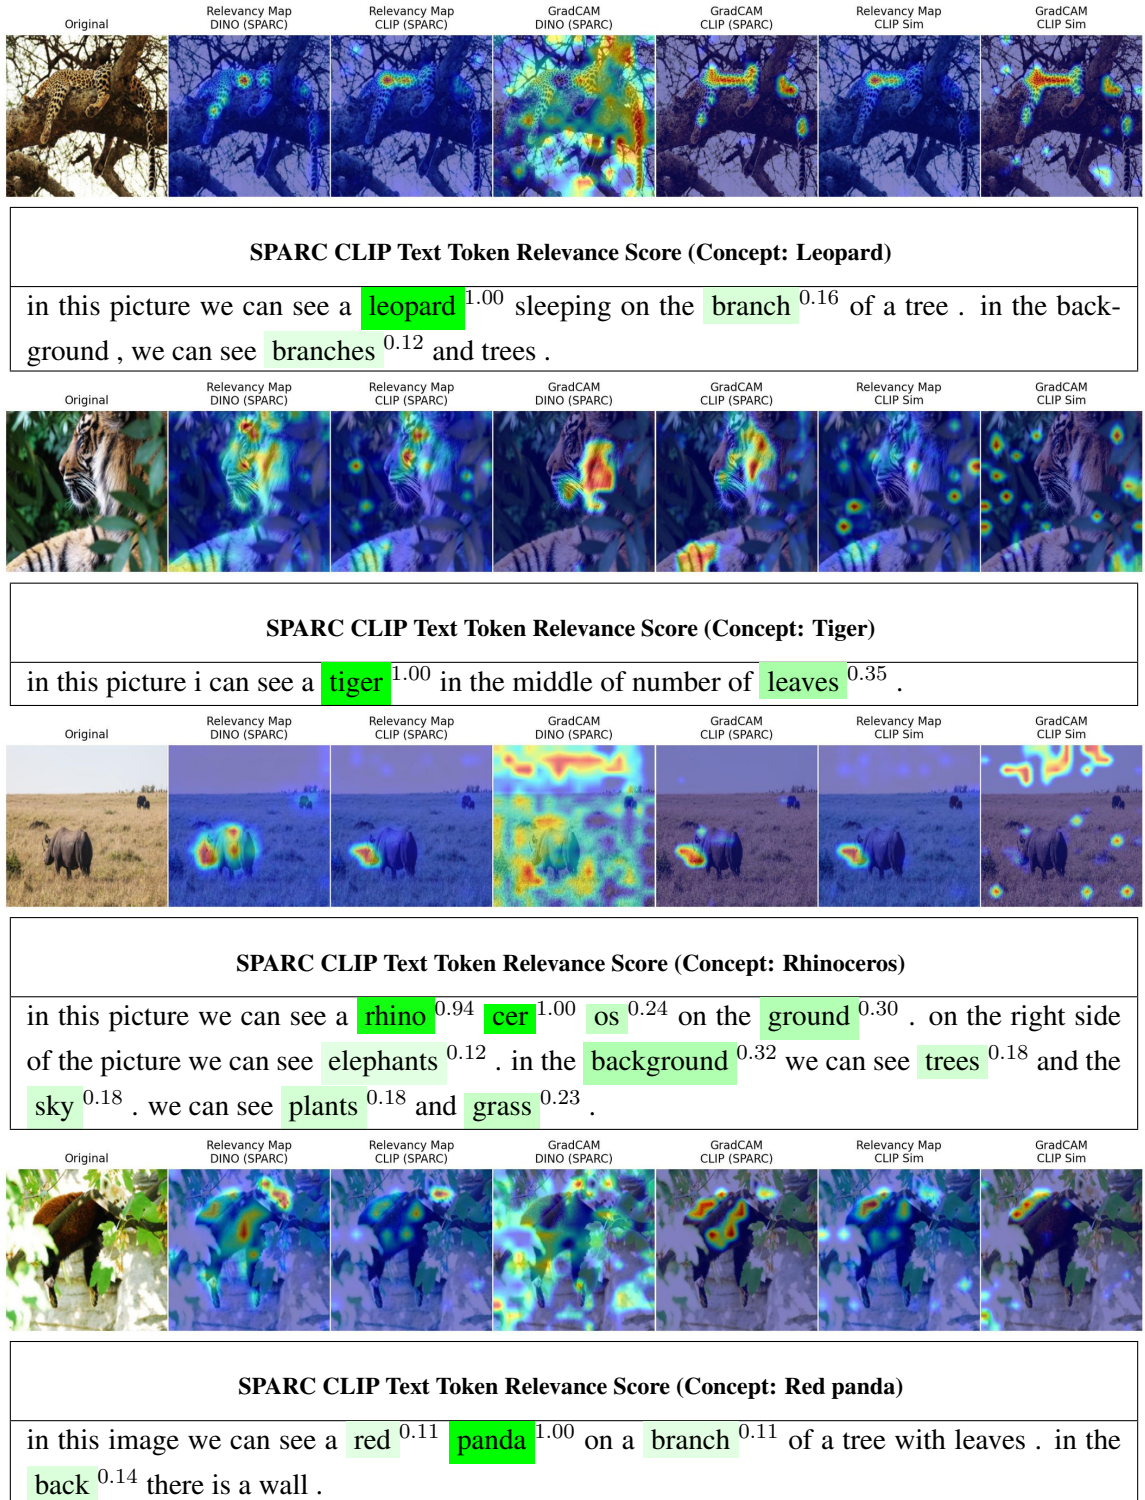 Original Relevancy Map DINO (SPARC) Relevancy Map CLIP (SPARC) GradCAM DINO (SPARC) GradCAM CLIP (SPARC) Relevancy Map CLIP Sim GradCAM CLIP Sim
SPARC CLIP Text Token Relevance Score (Concept: Leopard)
in this picture we can see a leopard 1.00 sleeping on the branch 0.16 of a tree . in the back-
ground , we can see branches 0.12 and trees .
Original Relevancy Map DINO (SPARC) Relevancy Map CLIP (SPARC) GradCAM DINO (SPARC) GradCAM CLIP (SPARC) Relevancy Map CLIP Sim GradCAM CLIP Sim
SPARC CLIP Text Token Relevance Score (Concept: Tiger)
in this picture i can see a tiger 1.00 in the middle of number of leaves 0.35 .
Original Relevancy Map DINO (SPARC) Relevancy Map CLIP (SPARC) GradCAM DINO (SPARC) GradCAM CLIP (SPARC) Relevancy Map CLIP Sim GradCAM CLIP Sim
SPARC CLIP Text Token Relevance Score (Concept: Rhinoceros)
in this picture we can see a rhino 0.94 cer 1.00 os 0.24 on the ground 0.30 . on the right side
of the picture we can see elephants 0.12 . in the background 0.32 we can see trees 0.18 and the
sky 0.18 . we can see plants 0.18 and grass 0.23 .
Original Relevancy Map DINO (SPARC) Relevancy Map CLIP (SPARC) GradCAM DINO (SPARC) GradCAM CLIP (SPARC) Relevancy Map CLIP Sim GradCAM CLIP Sim
SPARC CLIP Text Token Relevance Score (Concept: Red panda)
in this image we can see a red 0.11 panda 1.00 on a branch 0.11 of a tree with leaves . in the
back 0.14 there is a wall .